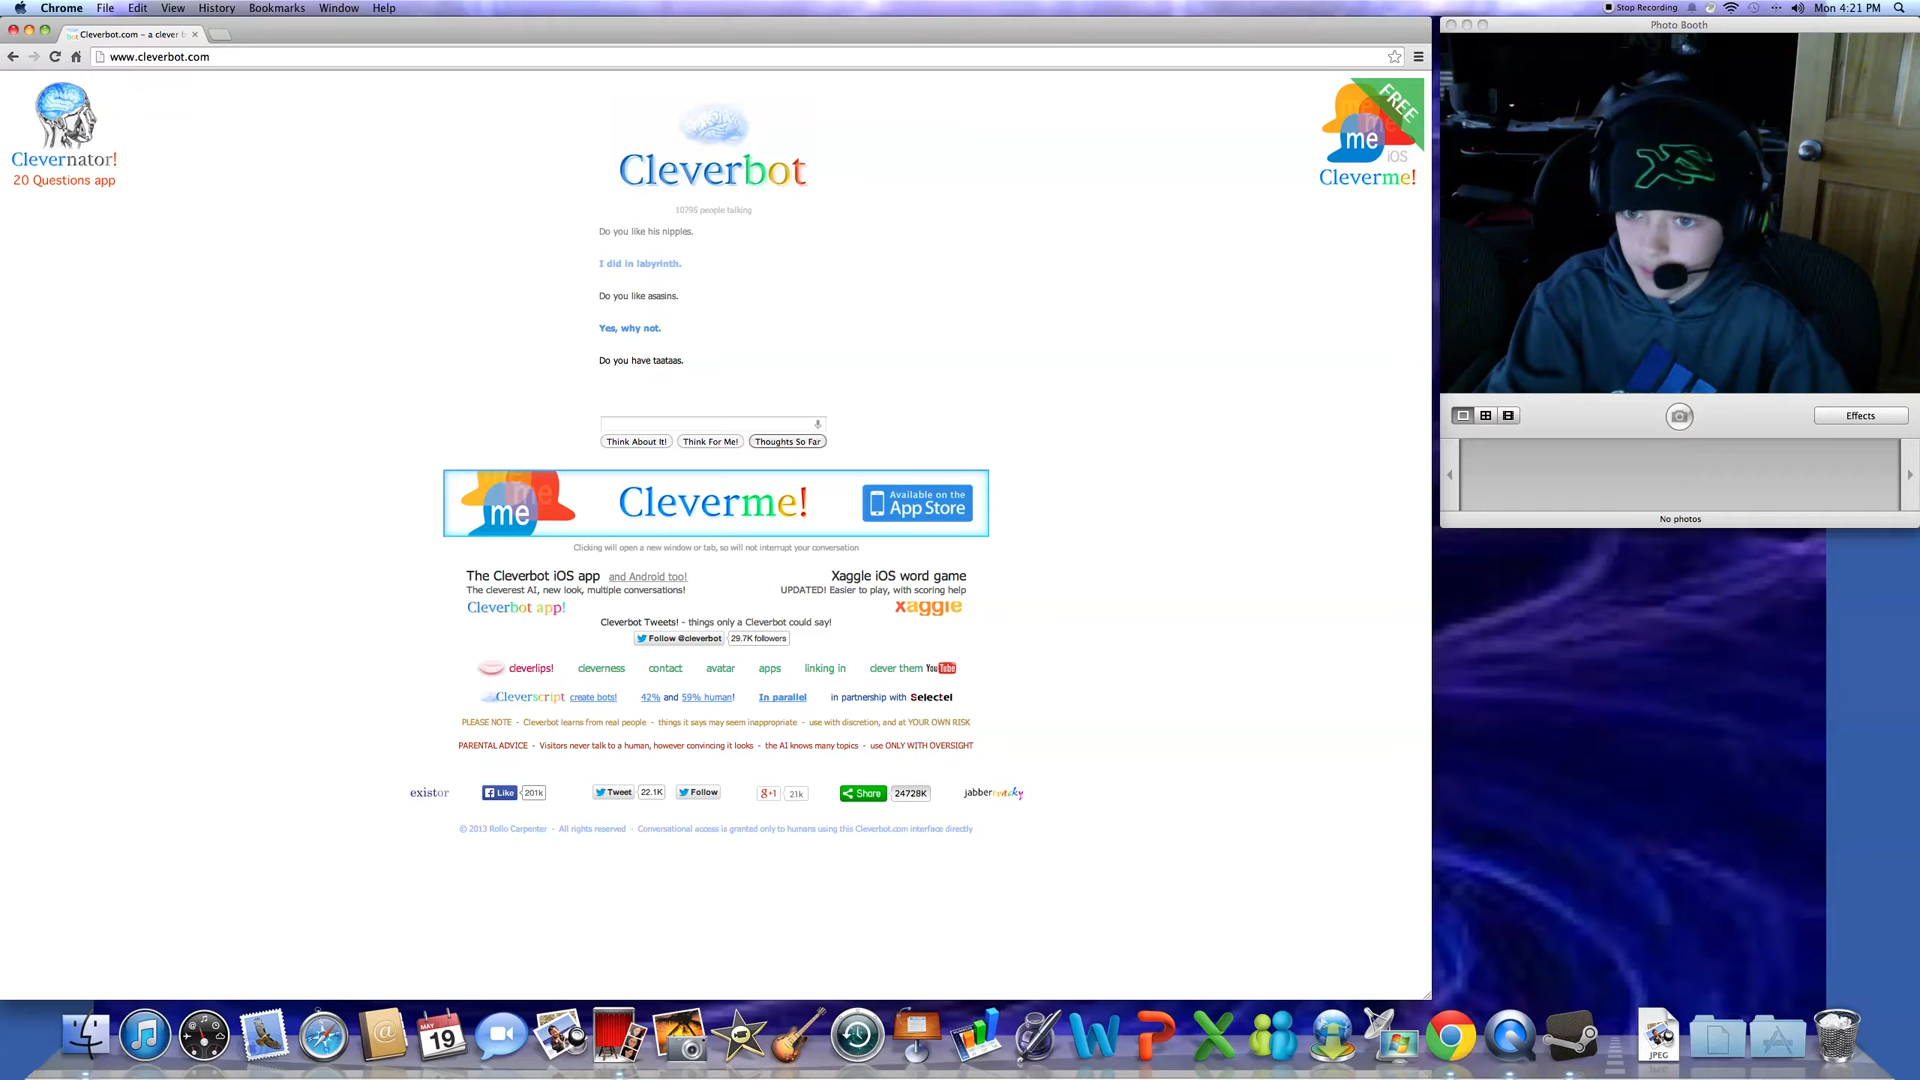 Chrome File Edit View History Bookmarks Window Help
Stop Recording
Mon 4:21 PM
Cleverbot.com – a clever b
www.cleverbot.com
Photo Booth
Clevernator!
20 Questions app
Cleverbot
FREE
me
iOS
Cleverme!
10795 people talking
Do you like his nipples.
I did in labyrinth.
Do you like asasins.
Yes, why not.
Do you have taataas.
Think About It! Think For Me! Thoughts So Far
Effects
No photos
me
Cleverme!
Available on the
App Store
Clicking will open a new window or tab, so will not interrupt your conversation
The Cleverbot iOS app and Android too!
The cleverest AI, new look, multiple conversations!
Cleverbot app!
Xaggle iOS word game
UPDATED! Easier to play, with scoring help
xaggle
Cleverbot Tweets! - things only a Cleverbot could say!
Follow @cleverbot 29.7K followers
cleverlips! cleverness contact avatar apps linking in clever them YouTube
Cleverscript create bots! 42% and 59% human! In parallel in partnership with Selectel
PLEASE NOTE - Cleverbot learns from real people - things it says may seem inappropriate - use with discretion, and at YOUR OWN RISK
PARENTAL ADVICE - Visitors never talk to a human, however convincing it looks - the AI knows many topics - use ONLY WITH OVERSIGHT
existor Like 201k Tweet 22.1K Follow g+1 21k Share 24728K jabberwacky
© 2013 Rollo Carpenter - All rights reserved - Conversational access is granted only to humans using this Cleverbot.com interface directly
MAY
19
JPEG